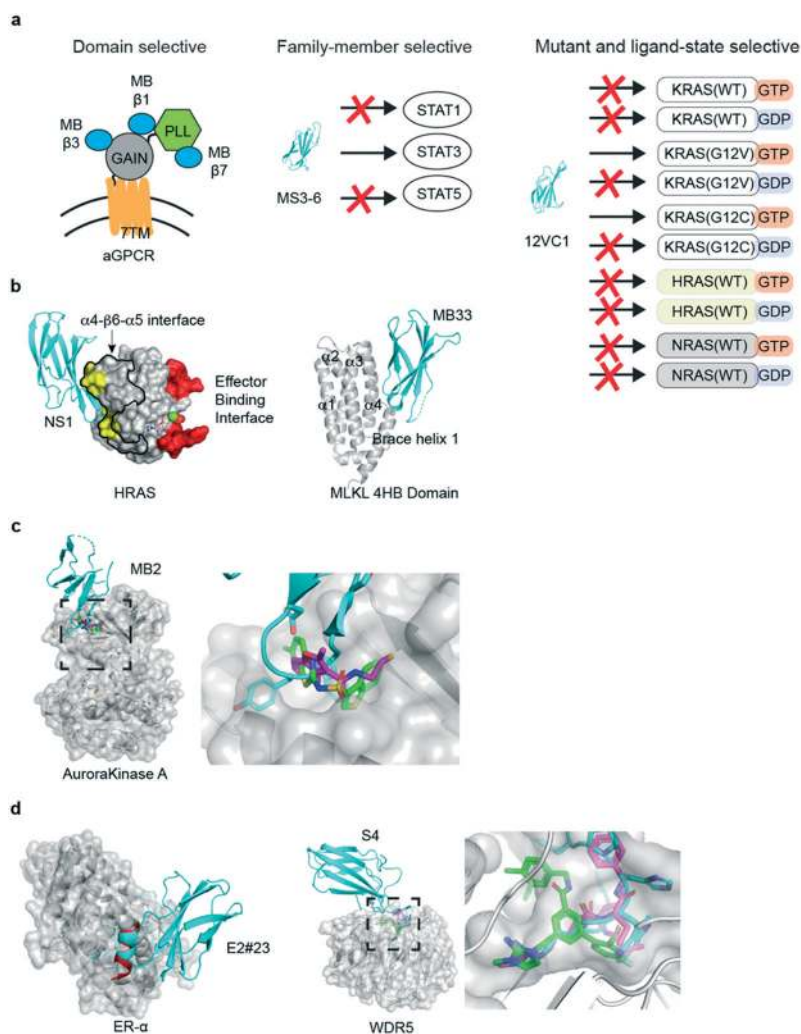 a
Domain selective
MB
β1
MB
β3
PLL
GAIN
MB
β7
7TM
aGPCR
Family-member selective
STAT1
STAT3
STAT5
MS3-6
Mutant and ligand-state selective
KRAS(WT) GTP
KRAS(WT) GDP
KRAS(G12V) GTP
KRAS(G12V) GDP
KRAS(G12C) GTP
KRAS(G12C) GDP
HRAS(WT) GTP
HRAS(WT) GDP
NRAS(WT) GTP
NRAS(WT) GDP
12VC1
b
α4-β6-α5 interface
NS1
Effector
Binding
Interface
HRAS
MB33
α2
α3
α1
α4
Brace helix 1
MLKL 4HB Domain
c
MB2
AuroraKinase A
d
E2#23
ER-α
S4
WDR5